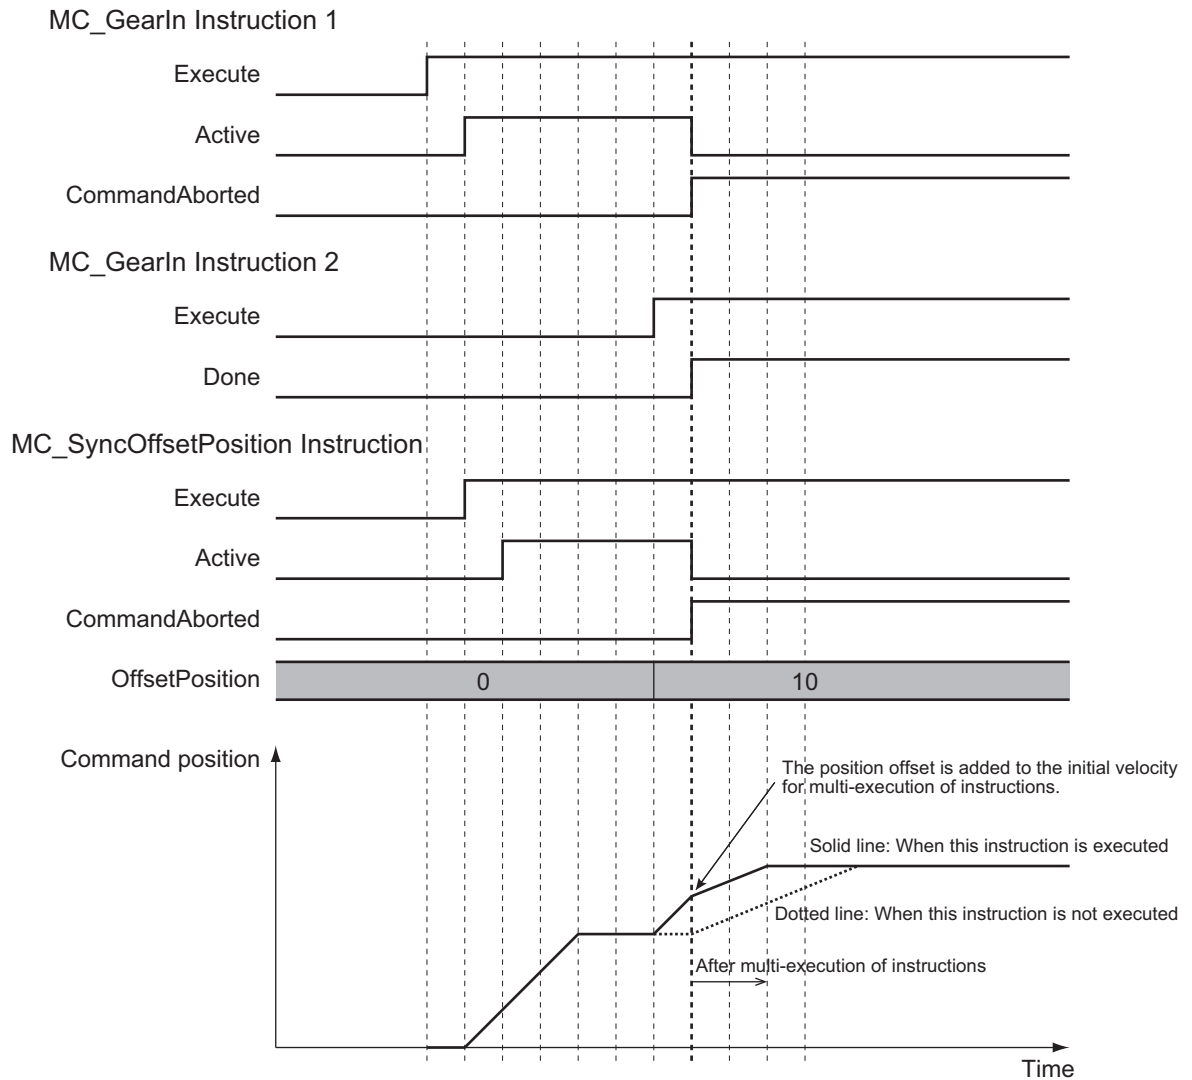 MC_GearIn Instruction 1
Execute
Active
CommandAborted
MC_GearIn Instruction 2
Execute
Done
MC_SyncOffsetPosition Instruction
Execute
Active
CommandAborted
OffsetPosition
0
10
Command position
The position offset is added to the initial velocity
for multi-execution of instructions.
Solid line: When this instruction is executed
Dotted line: When this instruction is not executed
After multi-execution of instructions
Time